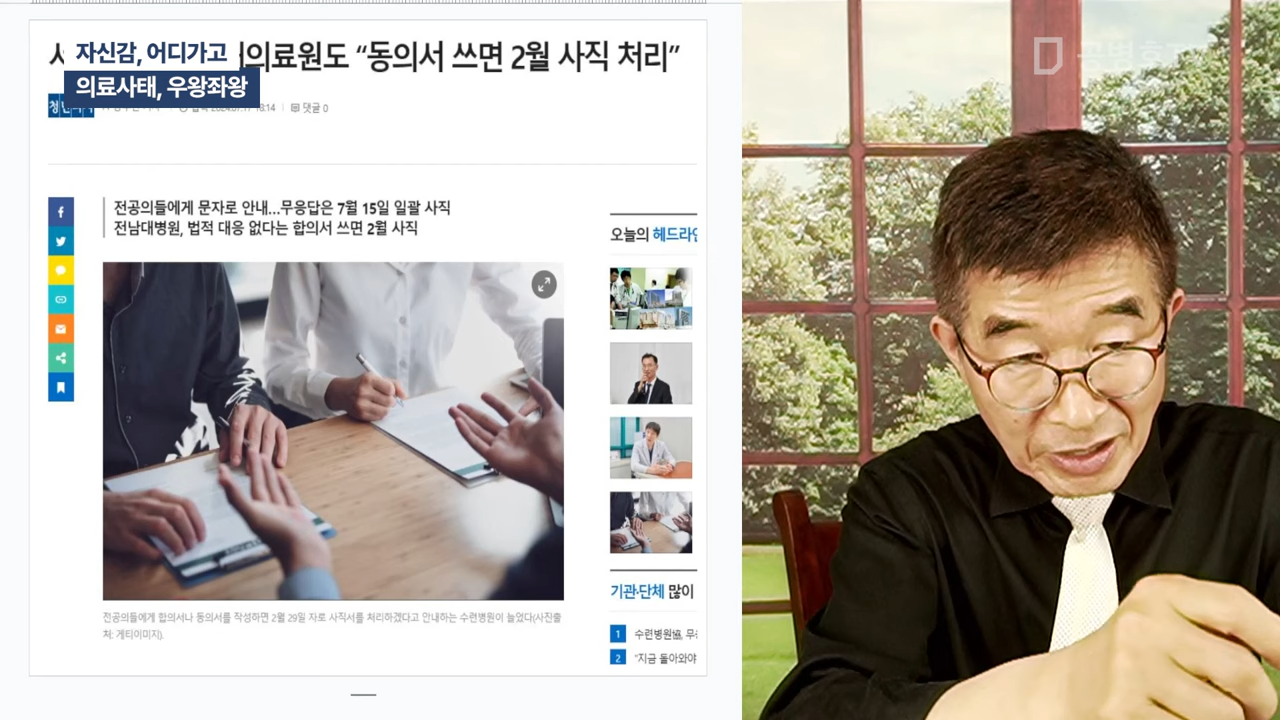 자신감, 어디가고
의료사태, 우왕좌왕
의료원도 “동의서 쓰면 2월 사직 처리”
댓글 0
전공의들에게 문자로 안내...무응답은 7월 15일 일괄 사직
전남대병원, 법적 대응 없다는 합의서 쓰면 2월 사직
오늘의 헤드라인
전공의들에게 합의서나 동의서를 작성하면 2월 29일 자로 사직서를 처리하겠다고 안내하는 수련병원이 늘었다(사진출
처: 게티이미지).
기관·단체 많이
1 수련병원協, 무
2 "지금 돌아와야
공병호TV